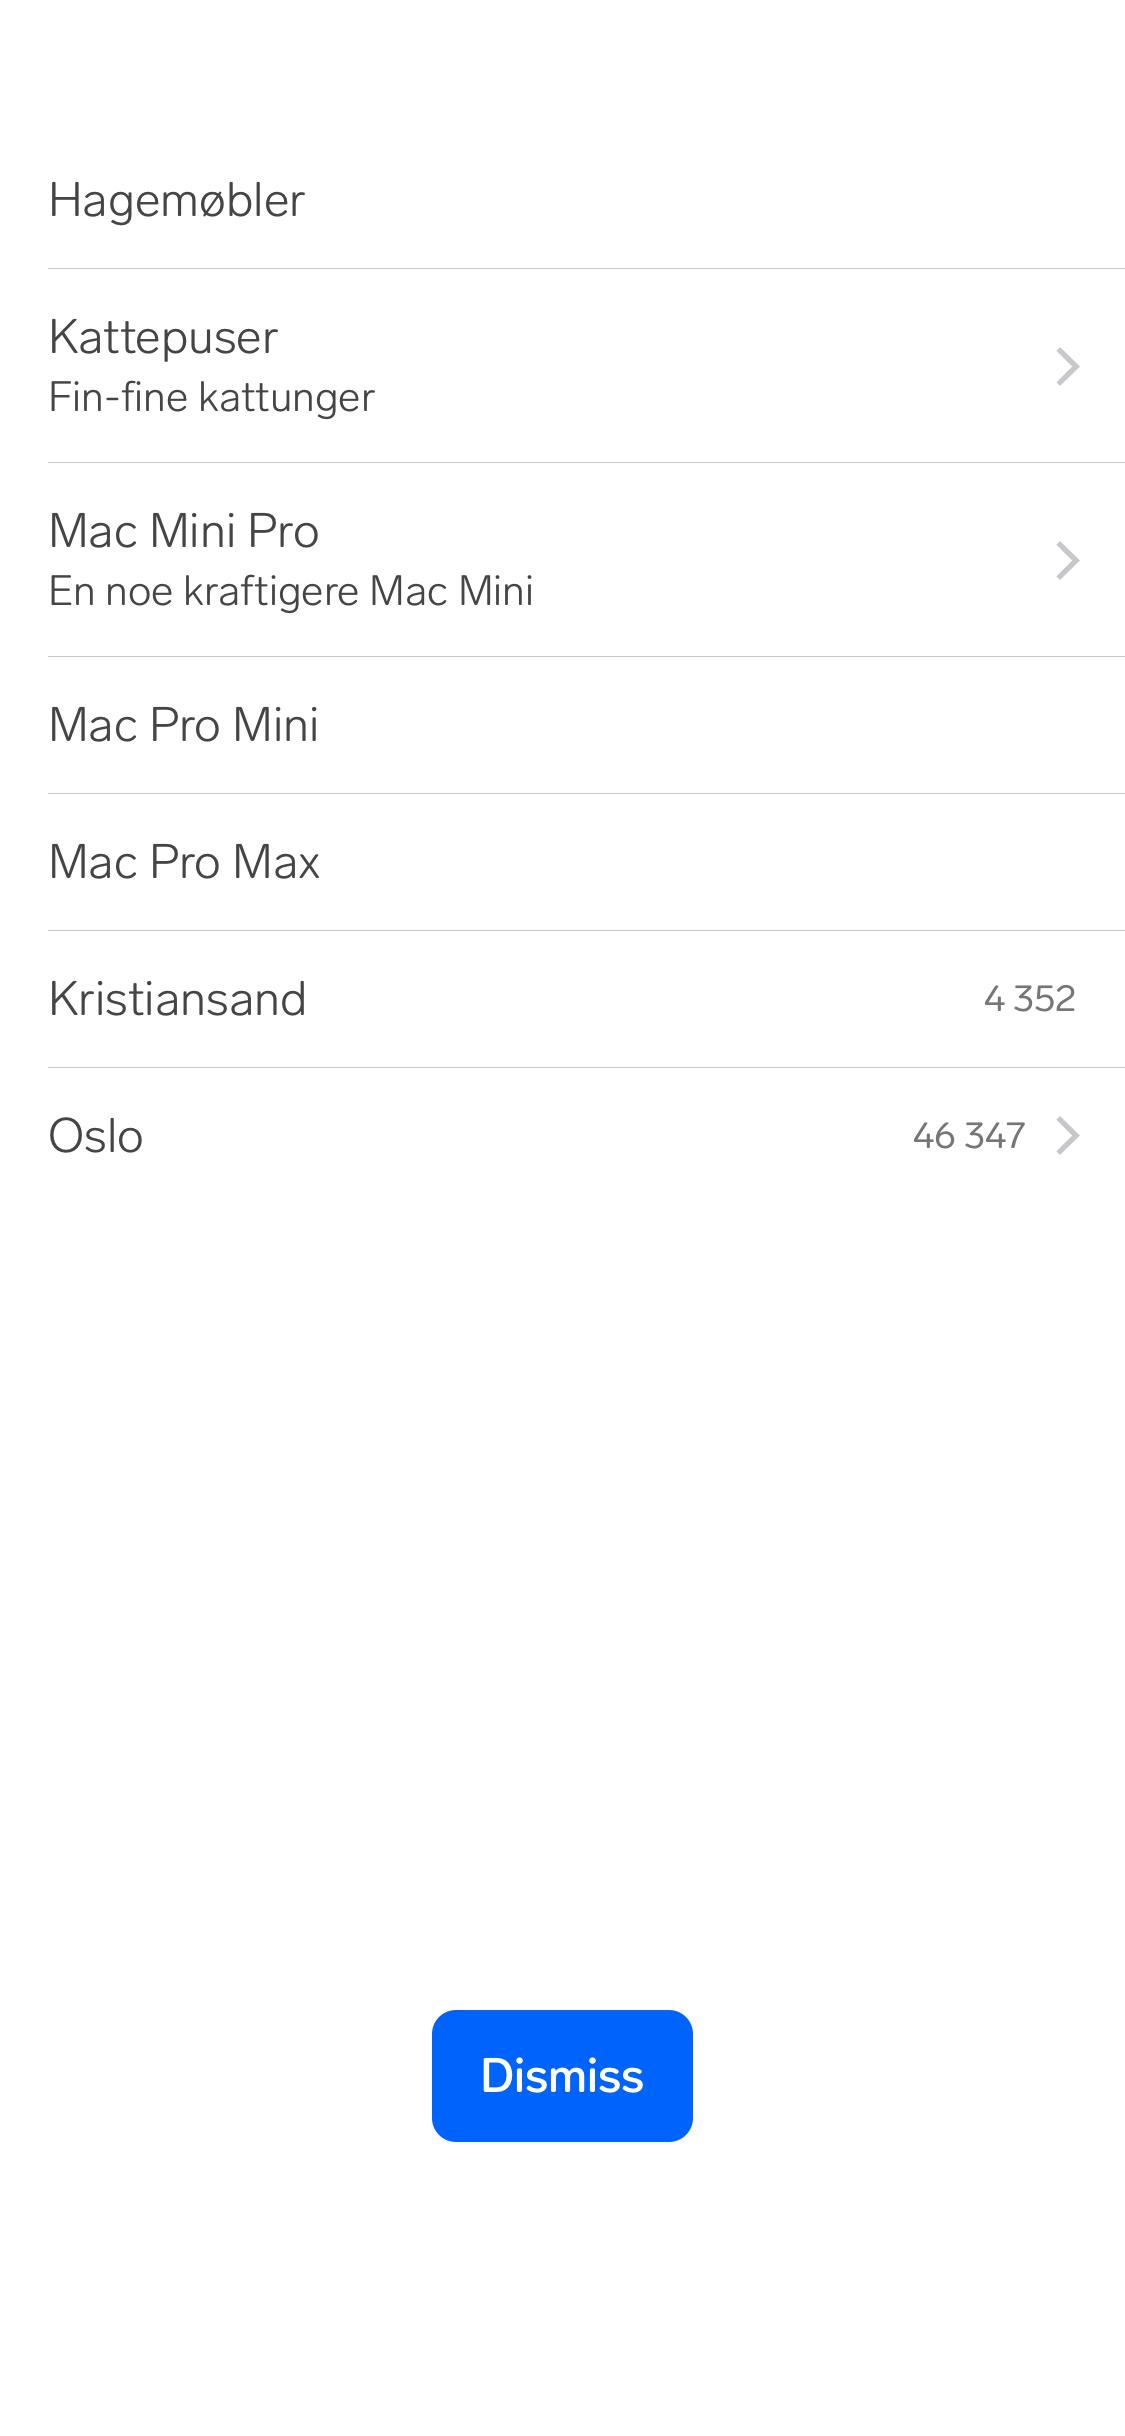 Hagemøbler
Kattepuser
Fin-fine kattunger
Mac Mini Pro
En noe kraftigere Mac Mini
Mac Pro Mini
Mac Pro Max
Kristiansand 4 352
Oslo 46 347
Dismiss